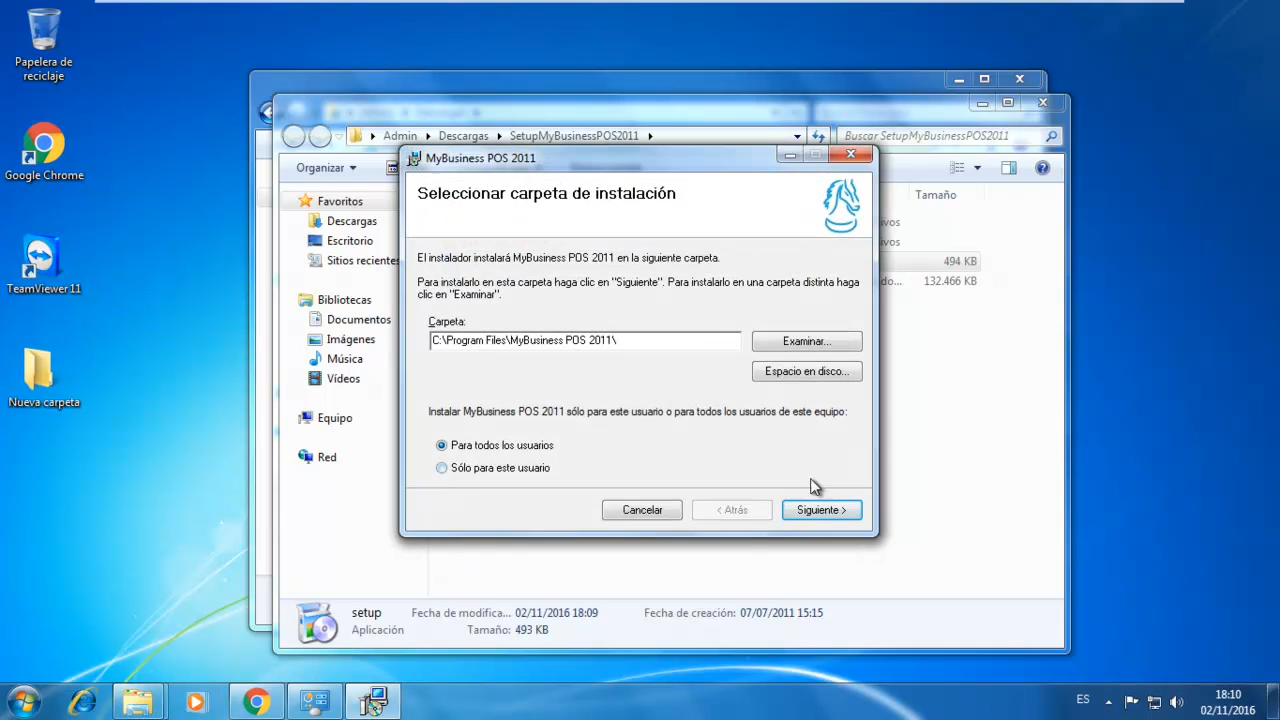 Papelera de
reciclaje
Google Chrome
TeamViewer 11
Nueva carpeta
Admin
Descargas
SetupMyBusinessPOS2011
Buscar SetupMyBusinessPOS2011
Organizar
Tamaño
Favoritos
Descargas
Escritorio
Sitios recientes
Bibliotecas
Documentos
Imágenes
Música
Vídeos
Equipo
Red
494 KB
132.466 KB
MyBusiness POS 2011
Seleccionar carpeta de instalación
El instalador instalará MyBusiness POS 2011 en la siguiente carpeta.
Para instalarlo en esta carpeta haga clic en "Siguiente". Para instalarlo en una carpeta distinta haga
clic en "Examinar".
Carpeta:
C:\Program Files\MyBusiness POS 2011\
Examinar...
Espacio en disco...
Instalar MyBusiness POS 2011 sólo para este usuario o para todos los usuarios de este equipo:
Para todos los usuarios
Sólo para este usuario
Cancelar
< Atrás
Siguiente >
setup
Fecha de modifica... 02/11/2016 18:09
Fecha de creación: 07/07/2011 15:15
Aplicación
Tamaño: 493 KB
ES
18:10
02/11/2016